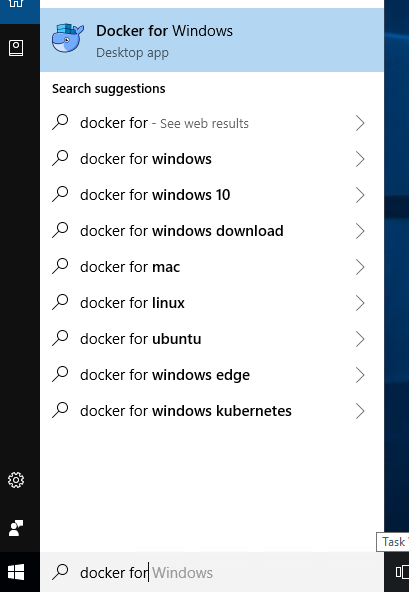 Docker for Windows
Desktop app
Search suggestions
docker for - See web results
docker for windows
docker for windows 10
docker for windows download
docker for mac
docker for linux
docker for ubuntu
docker for windows edge
docker for windows kubernetes
Task
docker for Windows